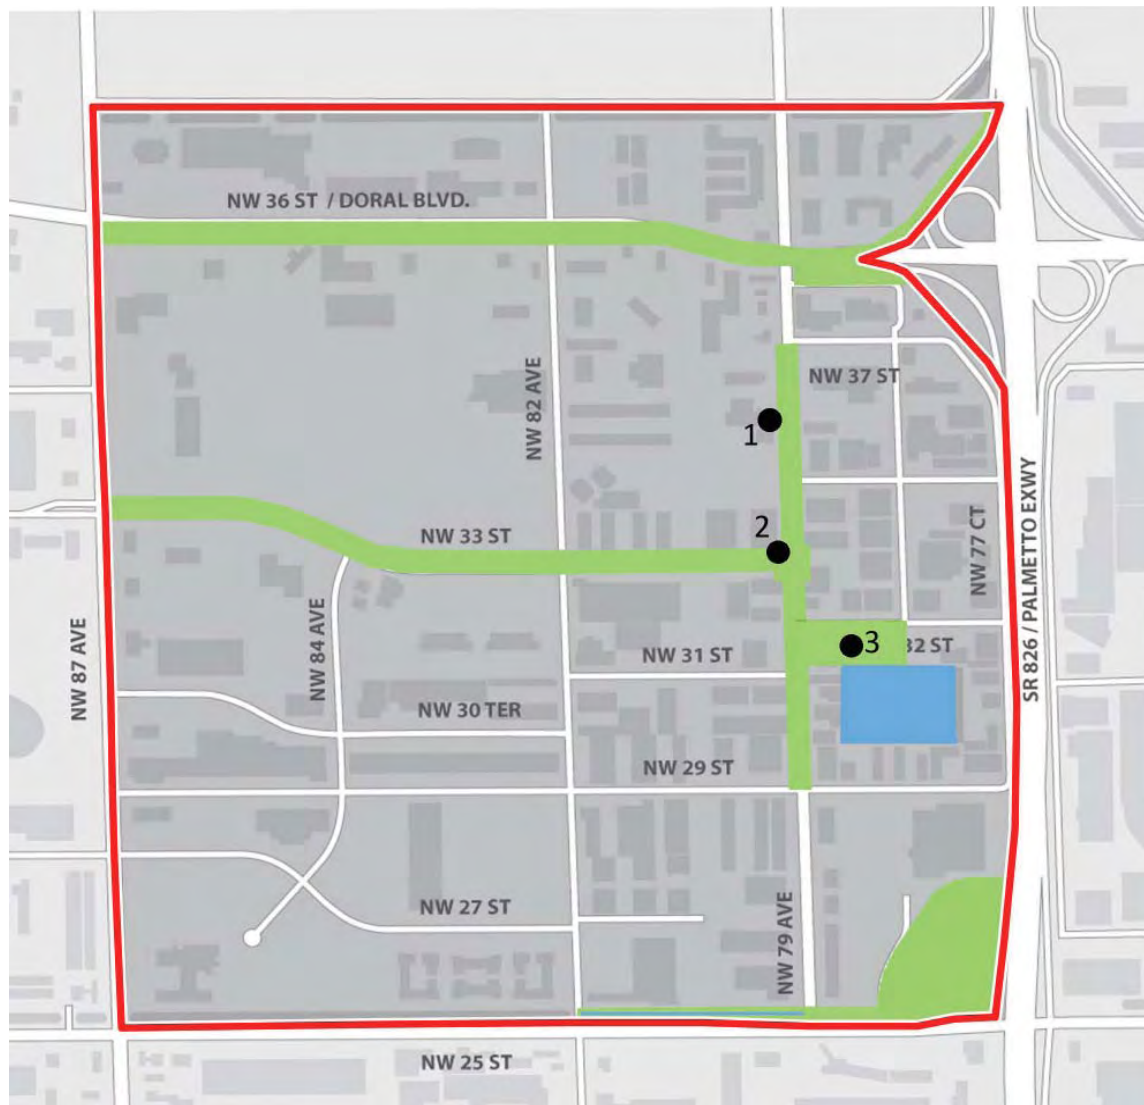 NW 36 ST / DORAL BLVD.
NW 82 AVE
NW 37 ST
1
2
NW 33 ST
NW 77 CT
SR 826 / PALMETTO EXWY
3
32 ST
NW 31 ST
NW 87 AVE
NW 84 AVE
NW 30 TER
NW 29 ST
NW 27 ST
NW 79 AVE
NW 25 ST